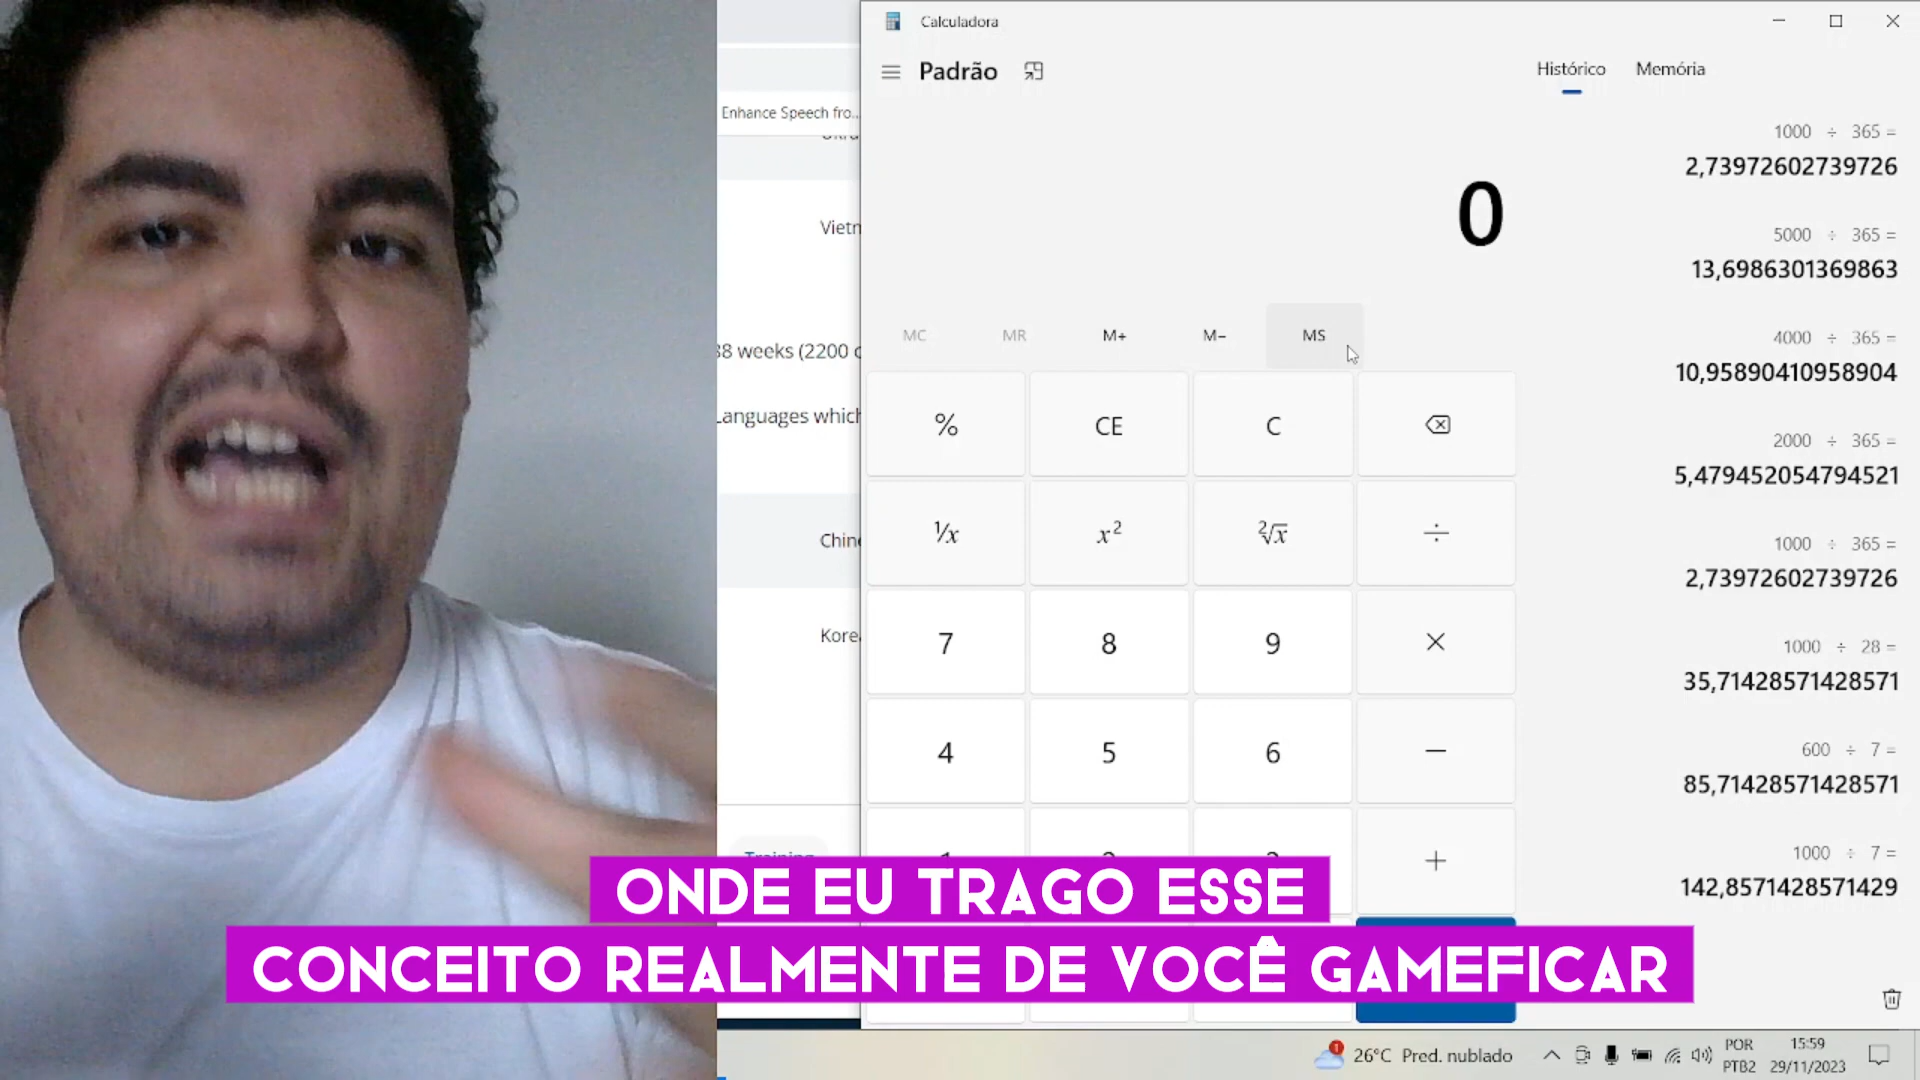 Calculadora
Padrão
Histórico Memória
Enhance Speech fro...
1000 ÷ 365 =
2,73972602739726
0
Vietn
5000 ÷ 365 =
13,6986301369863
MC MR M+ M- MS
4000 ÷ 365 =
10,95890410958904
38 weeks (2200 c
Languages which
% CE C
2000 ÷ 365 =
5,479452054794521
Chine
⅟x x² ²√x ÷
1000 ÷ 365 =
2,73972602739726
Korea
7 8 9 ×
1000 ÷ 28 =
35,71428571428571
4 5 6 −
600 ÷ 7 =
85,71428571428571
+
1000 ÷ 7 =
142,8571428571429
ONDE EU TRAGO ESSE
CONCEITO REALMENTE DE VOCÊ GAMEFICAR
26°C Pred. nublado
POR
PTB2
15:59
29/11/2023